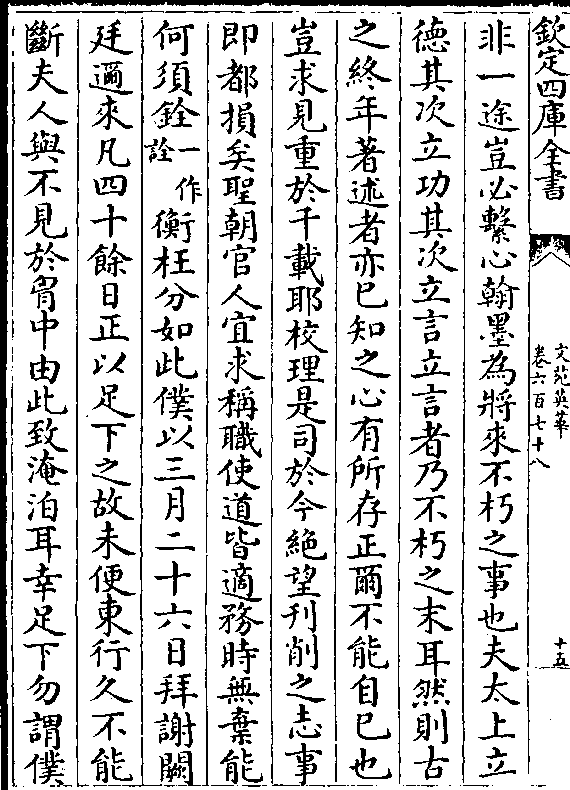 欽定四庫全書
文苑英華
卷六百七十八
十五
非一途豈必繫心翰墨為將來不朽之事也夫太上立
德其次立功其次立言立言者乃不朽之末耳然則古
之終年著述者亦已知之心有所存正爾不能自已也
豈求見重於千載耶校理是司於今絶望刋削之志事
即都損矣聖朝官人宜求稱職使道皆適務時無棄能
何須銓一作詮衡枉分如此僕以三月二十六日拜謝闕
廷邇來凡四十餘日正以足下之故未便東行久不能
斷夫人與不見於胷中由此致淹泊耳幸足下勿謂僕